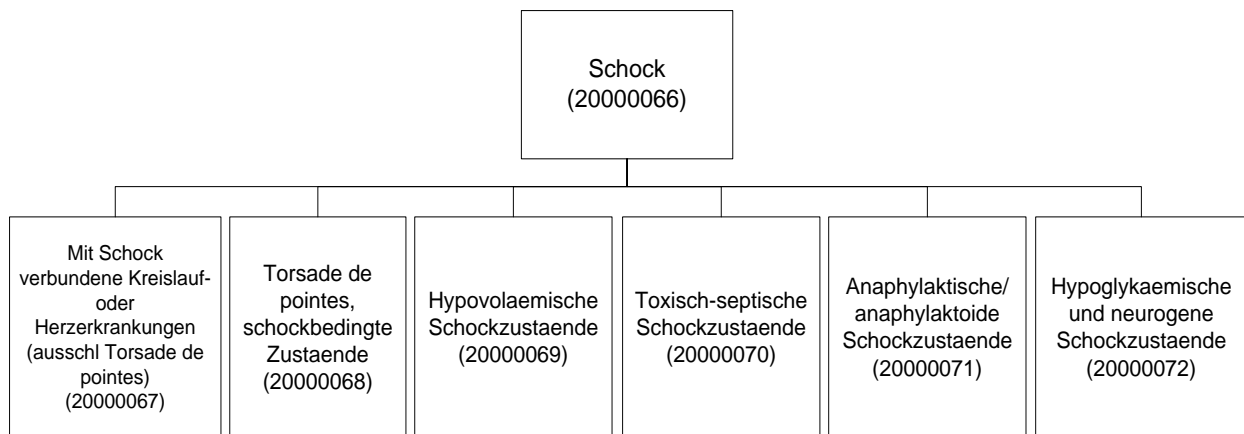 Schock
(20000066)
Mit Schock
verbundene Kreislauf-
oder
Herzerkrankungen
(ausschl Torsade de
pointes)
(20000067)
Torsade de
pointes,
schockbedingte
Zustaende
(20000068)
Hypovolaemische
Schockzustaende
(20000069)
Toxisch-septische
Schockzustaende
(20000070)
Anaphylaktische/
anaphylaktoide
Schockzustaende
(20000071)
Hypoglykaemische
und neurogene
Schockzustaende
(20000072)